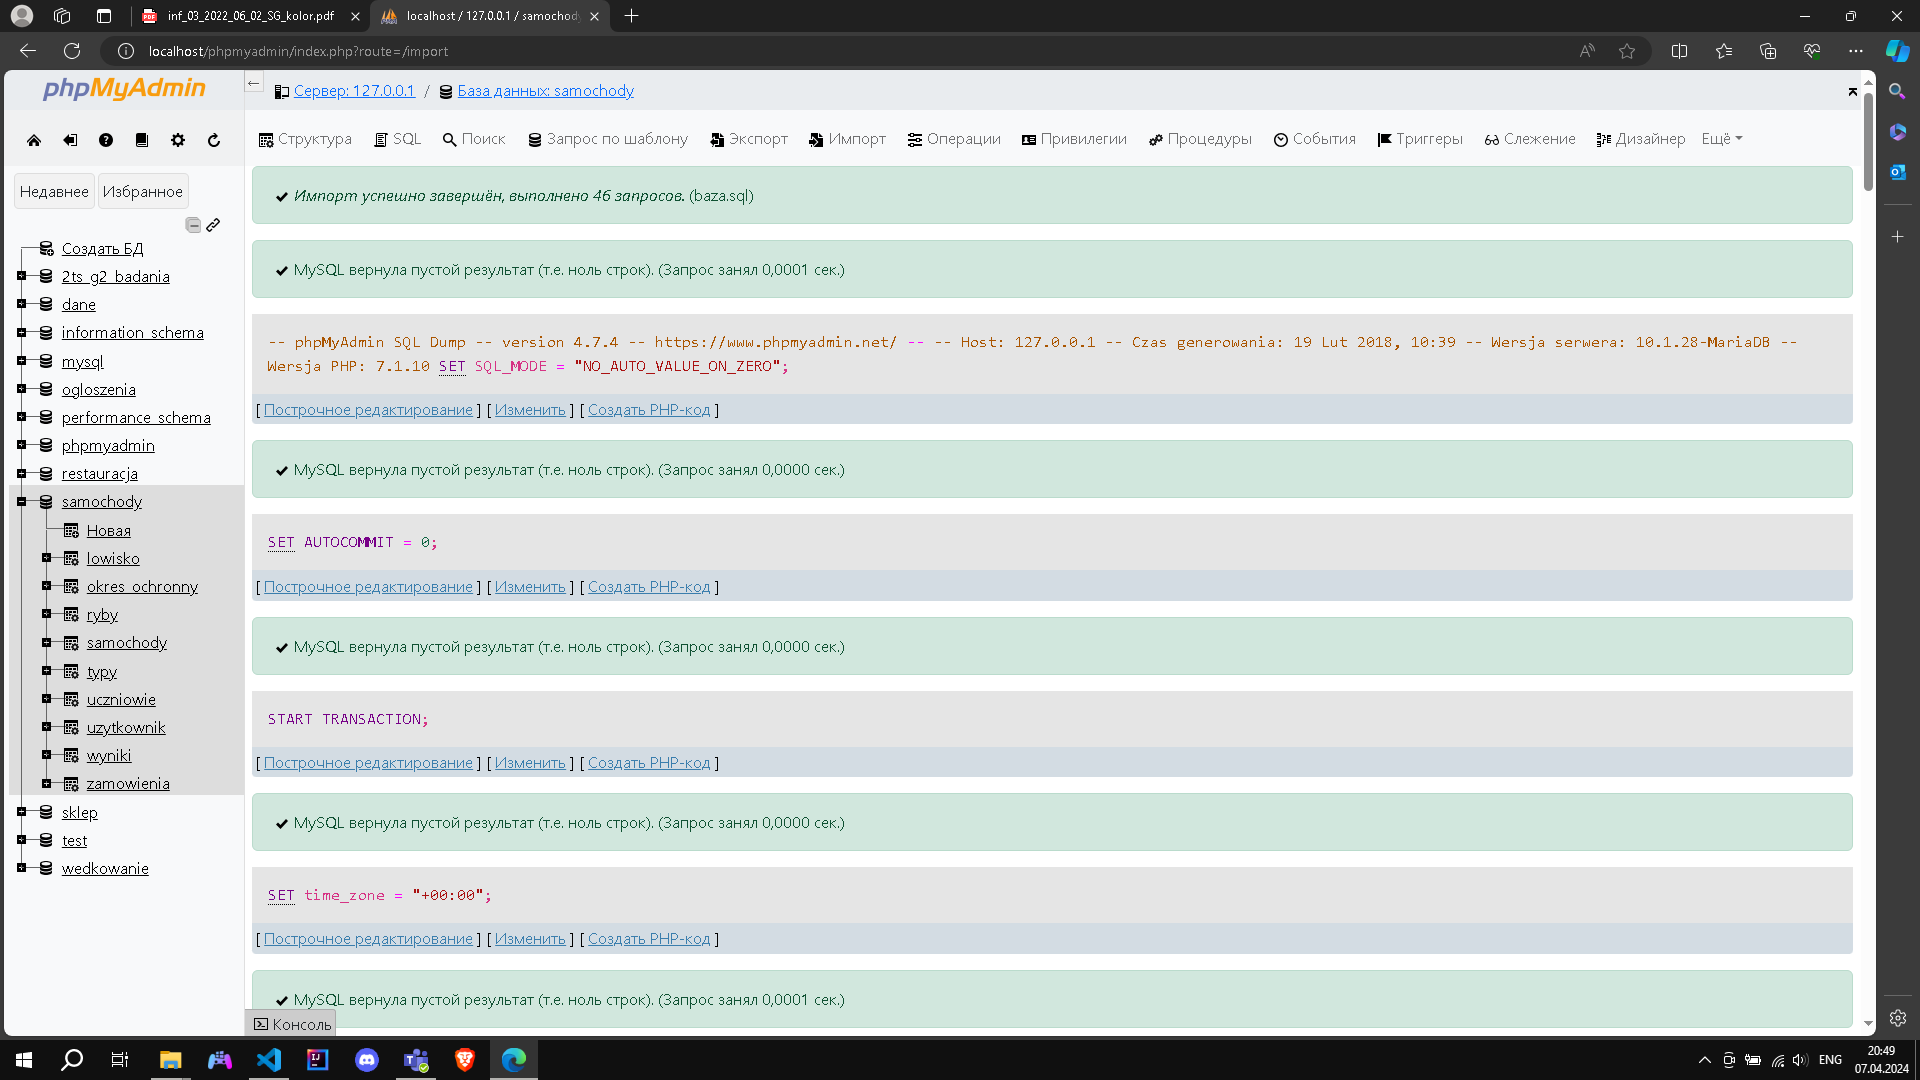 inf_03_2022_06_02_SG_kolor.pdf
localhost / 127.0.0.1 / samochody
localhost/phpmyadmin/index.php?route=/import
phpMyAdmin
Недавнее Избранное
Создать БД
2ts_g2_badania
dane
information_schema
mysql
ogloszenia
performance_schema
phpmyadmin
restauracja
samochody
Новая
lowisko
okres_ochronny
ryby
samochody
typy
uczniowie
uzytkownik
wyniki
zamowienia
sklep
test
wedkowanie
Сервер: 127.0.0.1 / База данных: samochody
Структура SQL Поиск Запрос по шаблону Экспорт Импорт Операции Привилегии Процедуры События Триггеры Слежение Дизайнер Ещё
Импорт успешно завершён, выполнено 46 запросов. (baza.sql)
MySQL вернула пустой результат (т.е. ноль строк). (Запрос занял 0,0001 сек.)
-- phpMyAdmin SQL Dump -- version 4.7.4 -- https://www.phpmyadmin.net/ -- -- Host: 127.0.0.1 -- Czas generowania: 19 Lut 2018, 10:39 -- Wersja serwera: 10.1.28-MariaDB --
Wersja PHP: 7.1.10 SET SQL_MODE = "NO_AUTO_VALUE_ON_ZERO";
[ Построчное редактирование ] [ Изменить ] [ Создать PHP-код ]
MySQL вернула пустой результат (т.е. ноль строк). (Запрос занял 0,0000 сек.)
SET AUTOCOMMIT = 0;
[ Построчное редактирование ] [ Изменить ] [ Создать PHP-код ]
MySQL вернула пустой результат (т.е. ноль строк). (Запрос занял 0,0000 сек.)
START TRANSACTION;
[ Построчное редактирование ] [ Изменить ] [ Создать PHP-код ]
MySQL вернула пустой результат (т.е. ноль строк). (Запрос занял 0,0000 сек.)
SET time_zone = "+00:00";
[ Построчное редактирование ] [ Изменить ] [ Создать PHP-код ]
MySQL вернула пустой результат (т.е. ноль строк). (Запрос занял 0,0001 сек.)
Консоль
ENG
20:49
07.04.2024